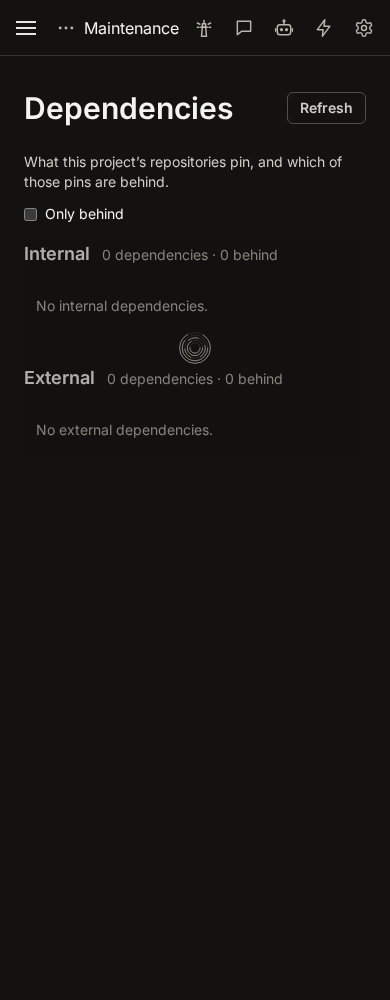 Maintenance
Dependencies
Refresh
What this project’s repositories pin, and which of
those pins are behind.
Only behind
Internal 0 dependencies · 0 behind
No internal dependencies.
External 0 dependencies · 0 behind
No external dependencies.